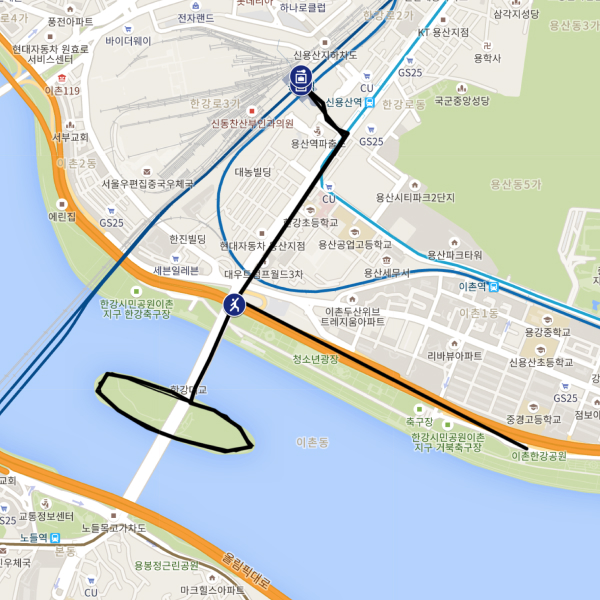 롯데리아
하나로클럽
삼각지성당
로4가
풍전아파트
전자랜드
한강로2가
용산동3가
바이더웨이
KT 용산지점
현대자동차 원효로
서비스센터
신용산지하차도
용학사
GS25
이촌119
CU
국군중앙성당
한강로3가
신용산역
한강로동
서부교회
신동찬산부인과의원
GS25
이촌2동
용산역파출소
대농빌딩
서울우편집중국우체국
용산동5가
CU
용산시티파크2단지
에린집
GS25
한강초등학교
한진빌딩
현대자동차 용산지점
용산공업고등학교
용산파크타워
세븐일레븐
대우트럼프월드3차
용산세무서
이촌역
한강시민공원이촌
지구 한강축구장
이촌두산위브
트레지움아파트
이촌1동
용강중학교
청소년광장
리바뷰아파트
신용산초등학교
한강대교
GS25
축구장
중경고등학교
점보아
이촌동
한강시민공원이촌
지구 거북축구장
이촌한강공원
교회
GS25
교통정보센터
노들목고가차도
노들역
본동
우체국
용봉정근린공원
올림픽대로
마크힐스아파트
CU